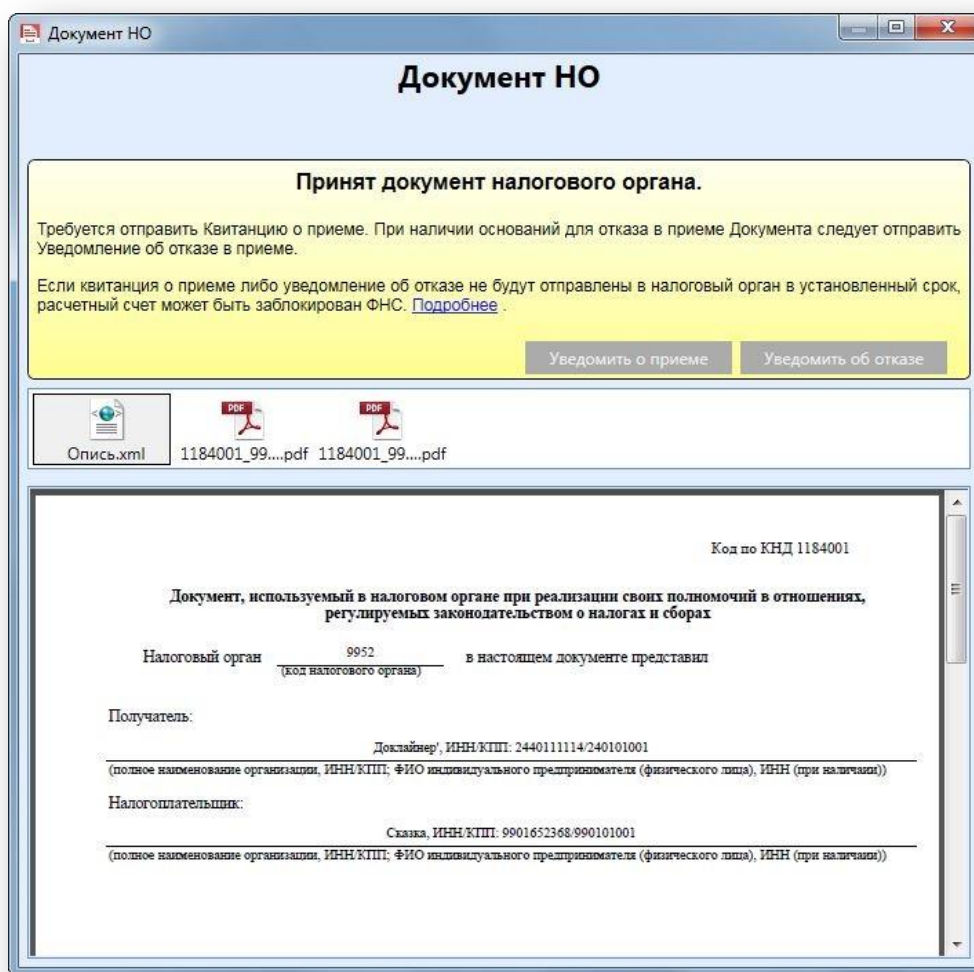 Документ НО
Документ НО
Принят документ налогового органа.
Требуется отправить Квитанцию о приеме. При наличии оснований для отказа в приеме Документа следует отправить
Уведомление об отказе в приеме.
Если квитанция о приеме либо уведомление об отказе не будут отправлены в налоговый орган в установленный срок,
расчетный счет может быть заблокирован ФНС. Подробнее .
Уведомить о приеме Уведомить об отказе
PDF PDF
Опись.xml 1184001_99....pdf 1184001_99....pdf
Код по КНД 1184001
Документ, используемый в налоговом органе при реализации своих полномочий в отношениях,
регулируемых законодательством о налогах и сборах
Налоговый орган 9952 в настоящем документе представил
(код налогового органа)
Получатель:
Доклайнер', ИНН/КПП: 2440111114/240101001
(полное наименование организации, ИНН/КПП; ФИО индивидуального предпринимателя (физического лица), ИНН (при наличии))
Налогоплательщик:
Сказка, ИНН/КПП: 9901652368/990101001
(полное наименование организации, ИНН/КПП; ФИО индивидуального предпринимателя (физического лица), ИНН (при наличии))